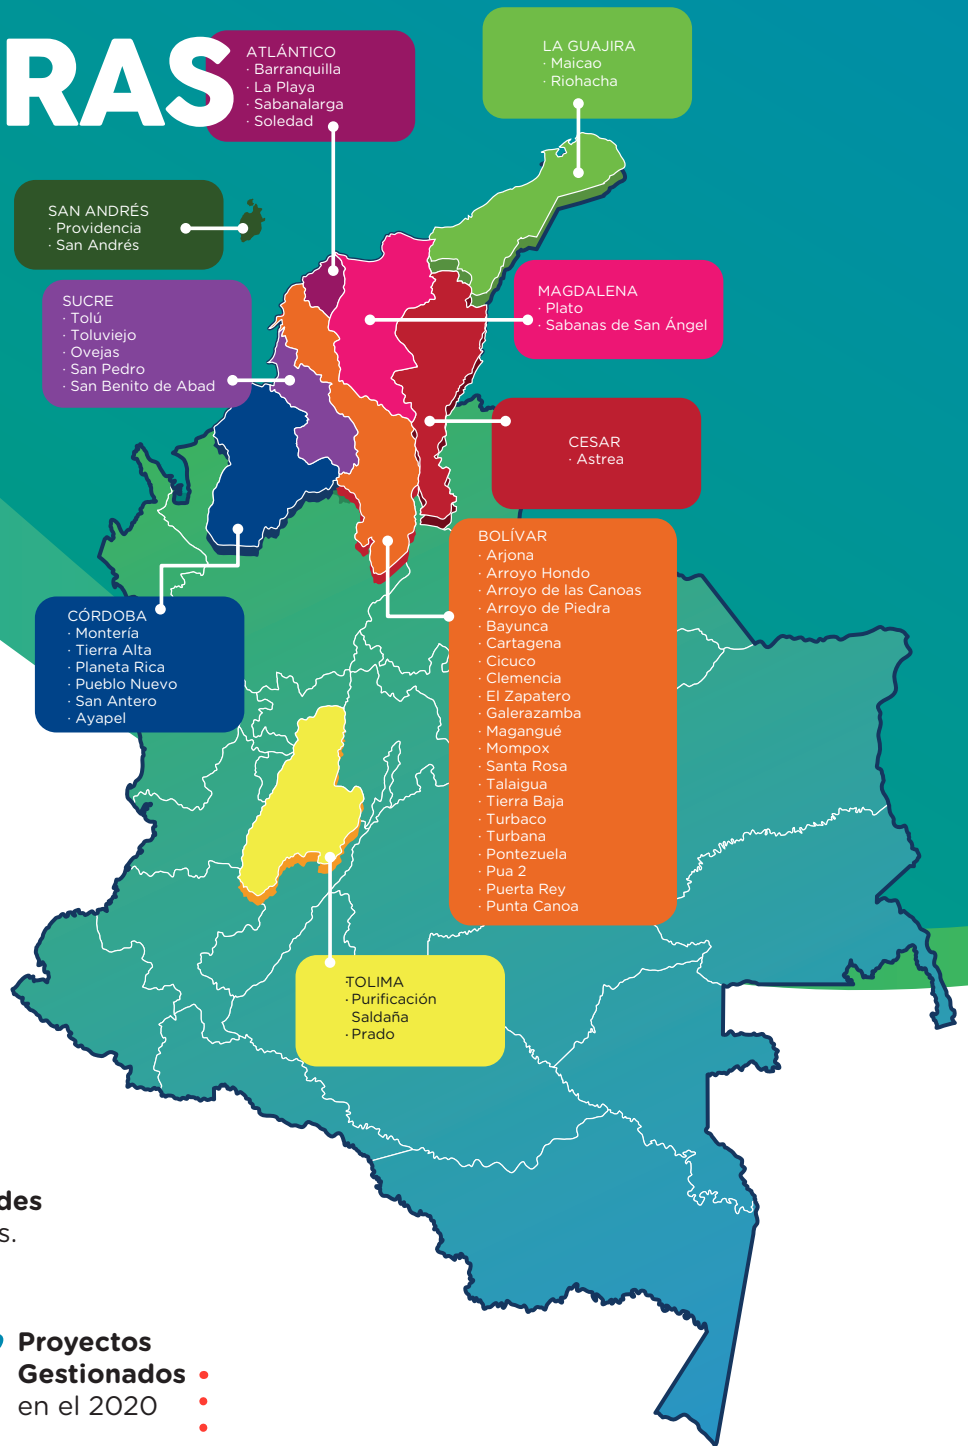 RAS
ATLÁNTICO
· Barranquilla
· La Playa
· Sabanalarga
· Soledad
LA GUAJIRA
· Maicao
· Riohacha
SAN ANDRÉS
· Providencia
· San Andrés
SUCRE
· Tolú
· Toluviejo
· Ovejas
· San Pedro
· San Benito de Abad
MAGDALENA
· Plato
· Sabanas de San Ángel
CESAR
· Astrea
BOLÍVAR
· Arjona
· Arroyo Hondo
· Arroyo de las Canoas
· Arroyo de Piedra
· Bayunca
· Cartagena
· Cicuco
· Clemencia
· El Zapatero
· Galerazamba
· Magangué
· Mompox
· Santa Rosa
· Talaigua
· Tierra Baja
· Turbaco
· Turbana
· Pontezuela
· Pua 2
· Puerta Rey
· Punta Canoa
CÓRDOBA
· Montería
· Tierra Alta
· Planeta Rica
· Pueblo Nuevo
· San Antero
· Ayapel
·TOLIMA
· Purificación
Saldaña
· Prado
des
s.
Proyectos
Gestionados
en el 2020